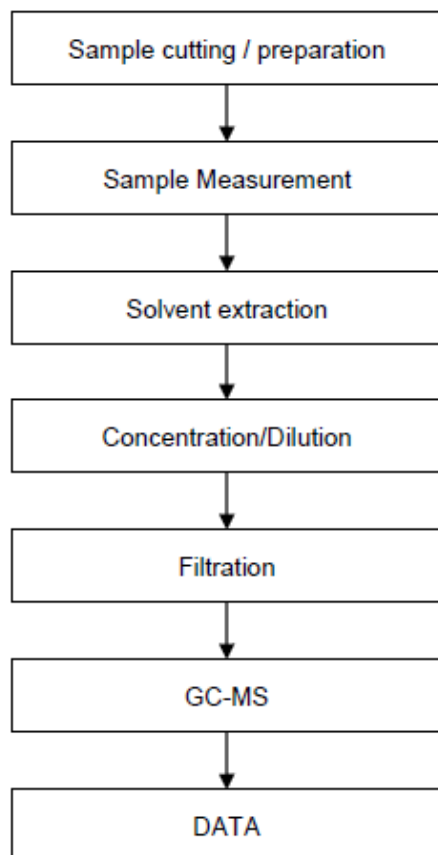 Sample cutting / preparation
Sample Measurement
Solvent extraction
Concentration/Dilution
Filtration
GC-MS
DATA